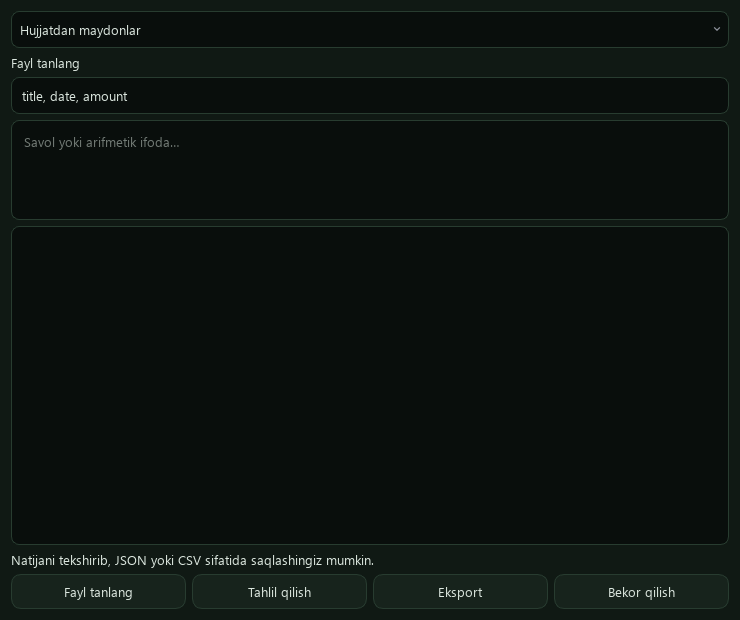 Hujjatdan maydonlar
Fayl tanlang
title, date, amount
Savol yoki arifmetik ifoda...
Natijani tekshirib, JSON yoki CSV sifatida saqlashingiz mumkin.
Fayl tanlang
Tahlil qilish
Eksport
Bekor qilish